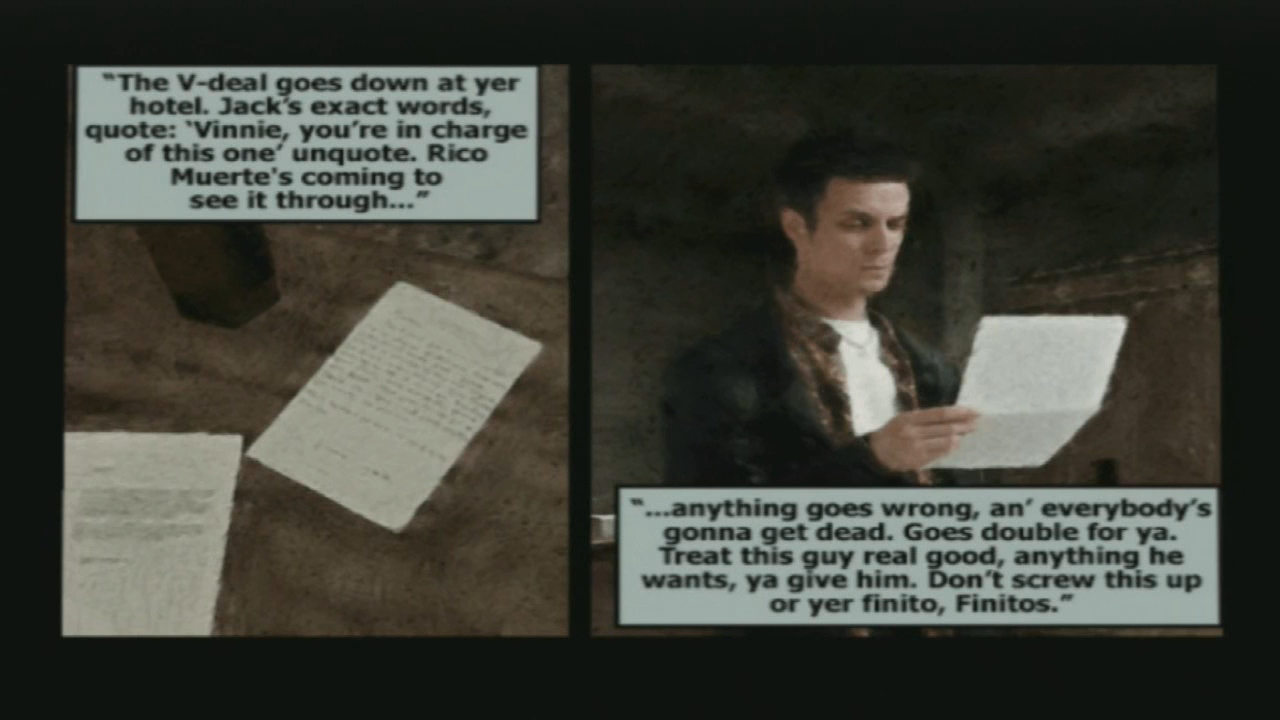 “The V-deal goes down at yer
hotel. Jack’s exact words,
quote: ‘Vinnie, you’re in charge
of this one’ unquote. Rico
Muerte's coming to
see it through...”
“...anything goes wrong, an’ everybody’s
gonna get dead. Goes double for ya.
Treat this guy real good, anything he
wants, ya give him. Don’t screw this up
or yer finito, Finitos.”